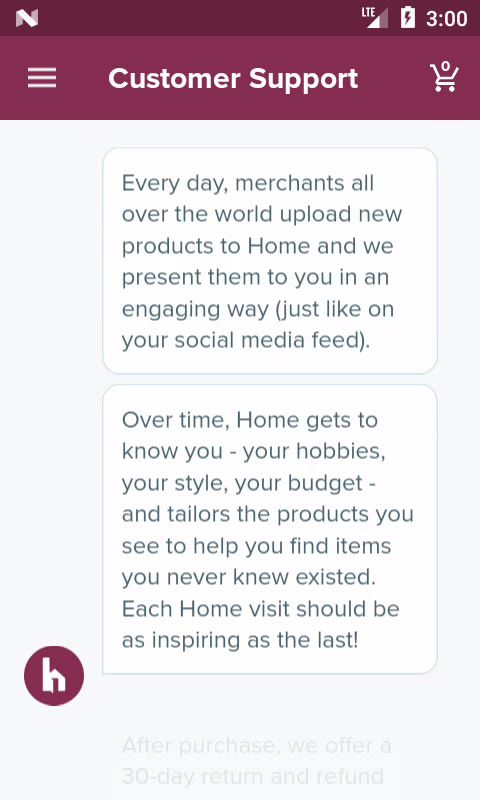 LTE 3:00
Customer Support 0
Every day, merchants all
over the world upload new
products to Home and we
present them to you in an
engaging way (just like on
your social media feed).
Over time, Home gets to
know you - your hobbies,
your style, your budget -
and tailors the products you
see to help you find items
you never knew existed.
Each Home visit should be
as inspiring as the last!
h
After purchase, we offer a
30-day return and refund